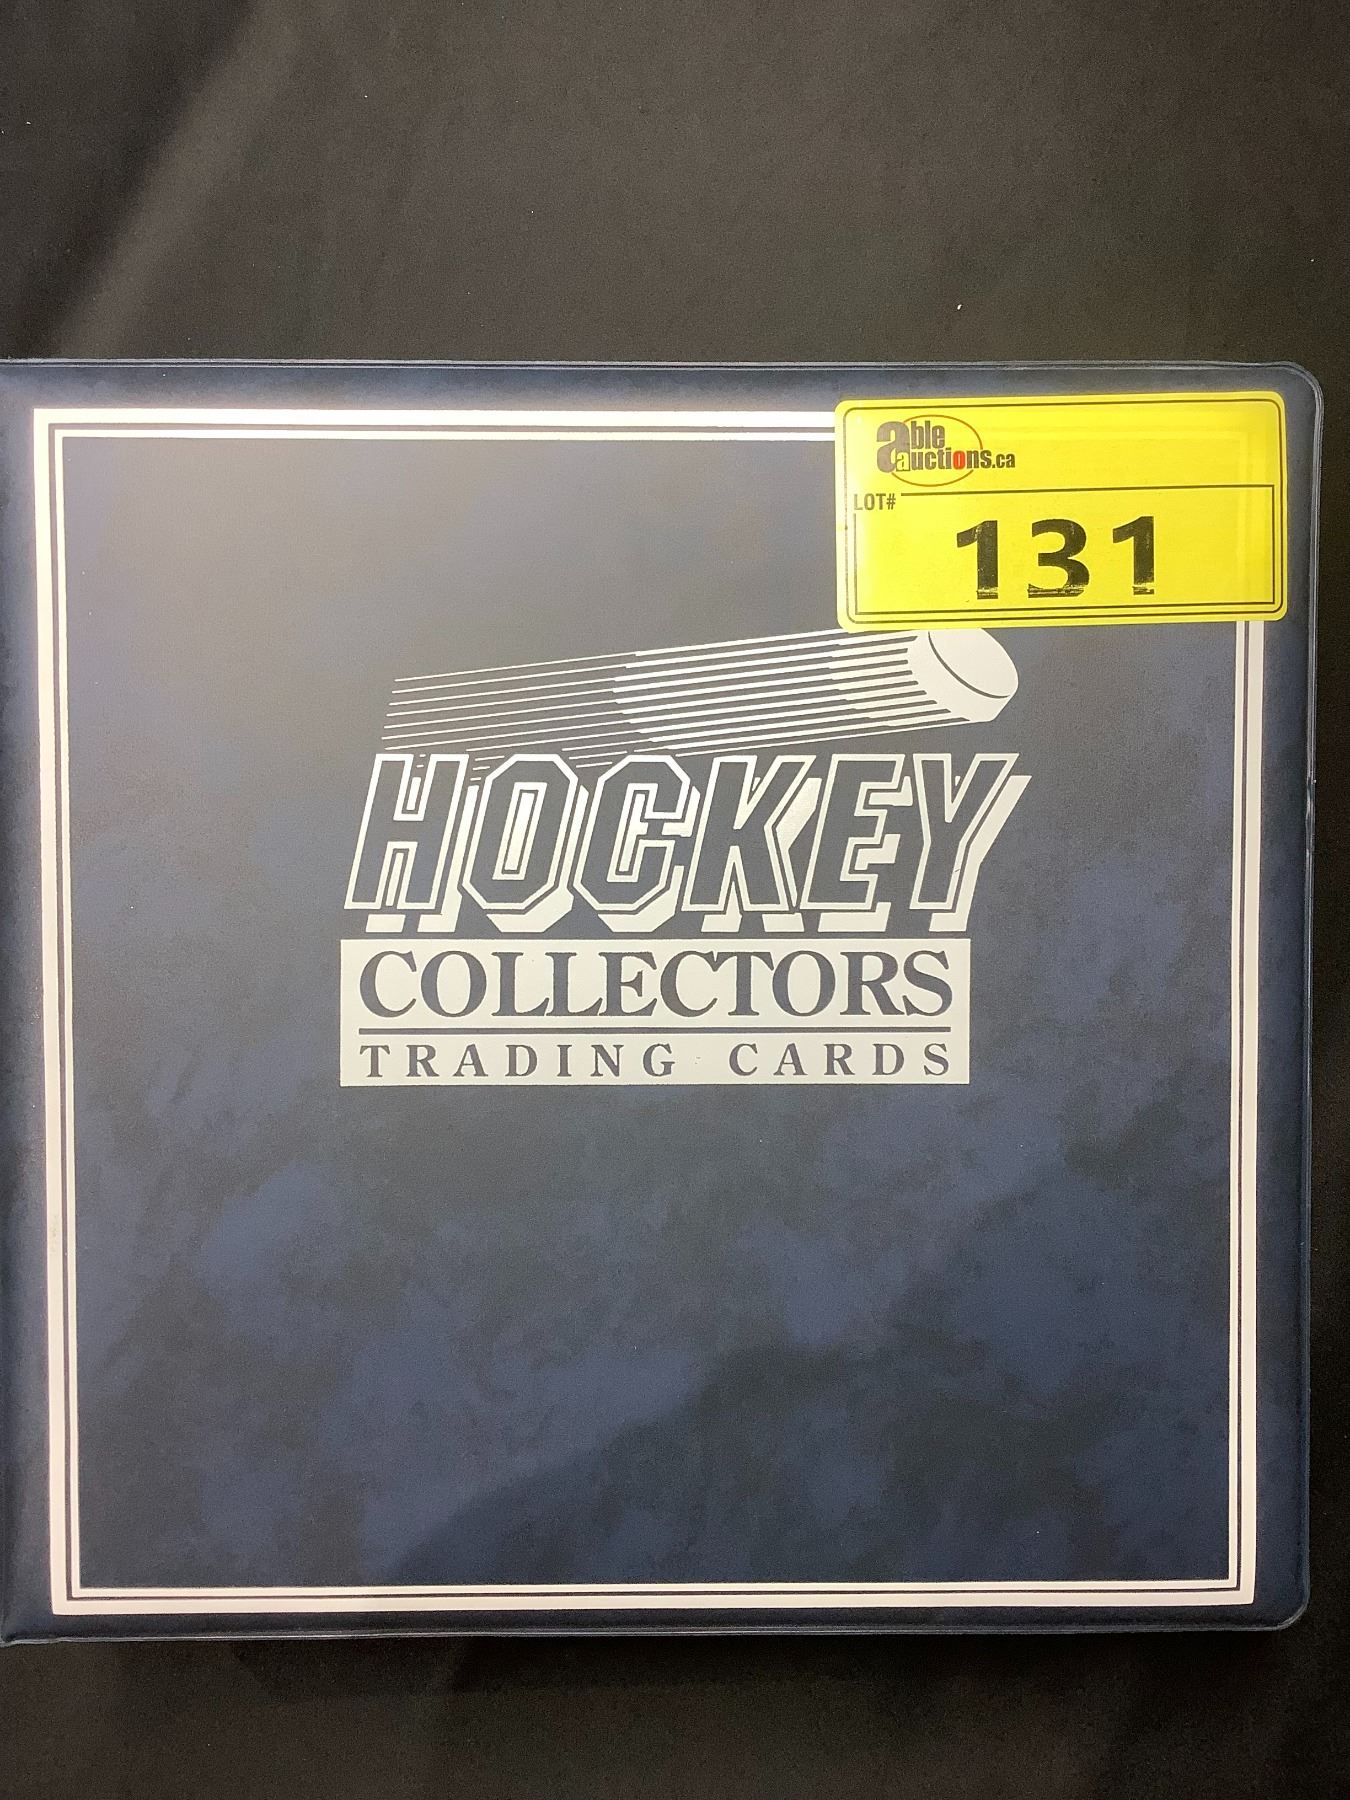 able
auctions.ca
LOT#
131
HOCKEY
COLLECTORS
TRADING CARDS